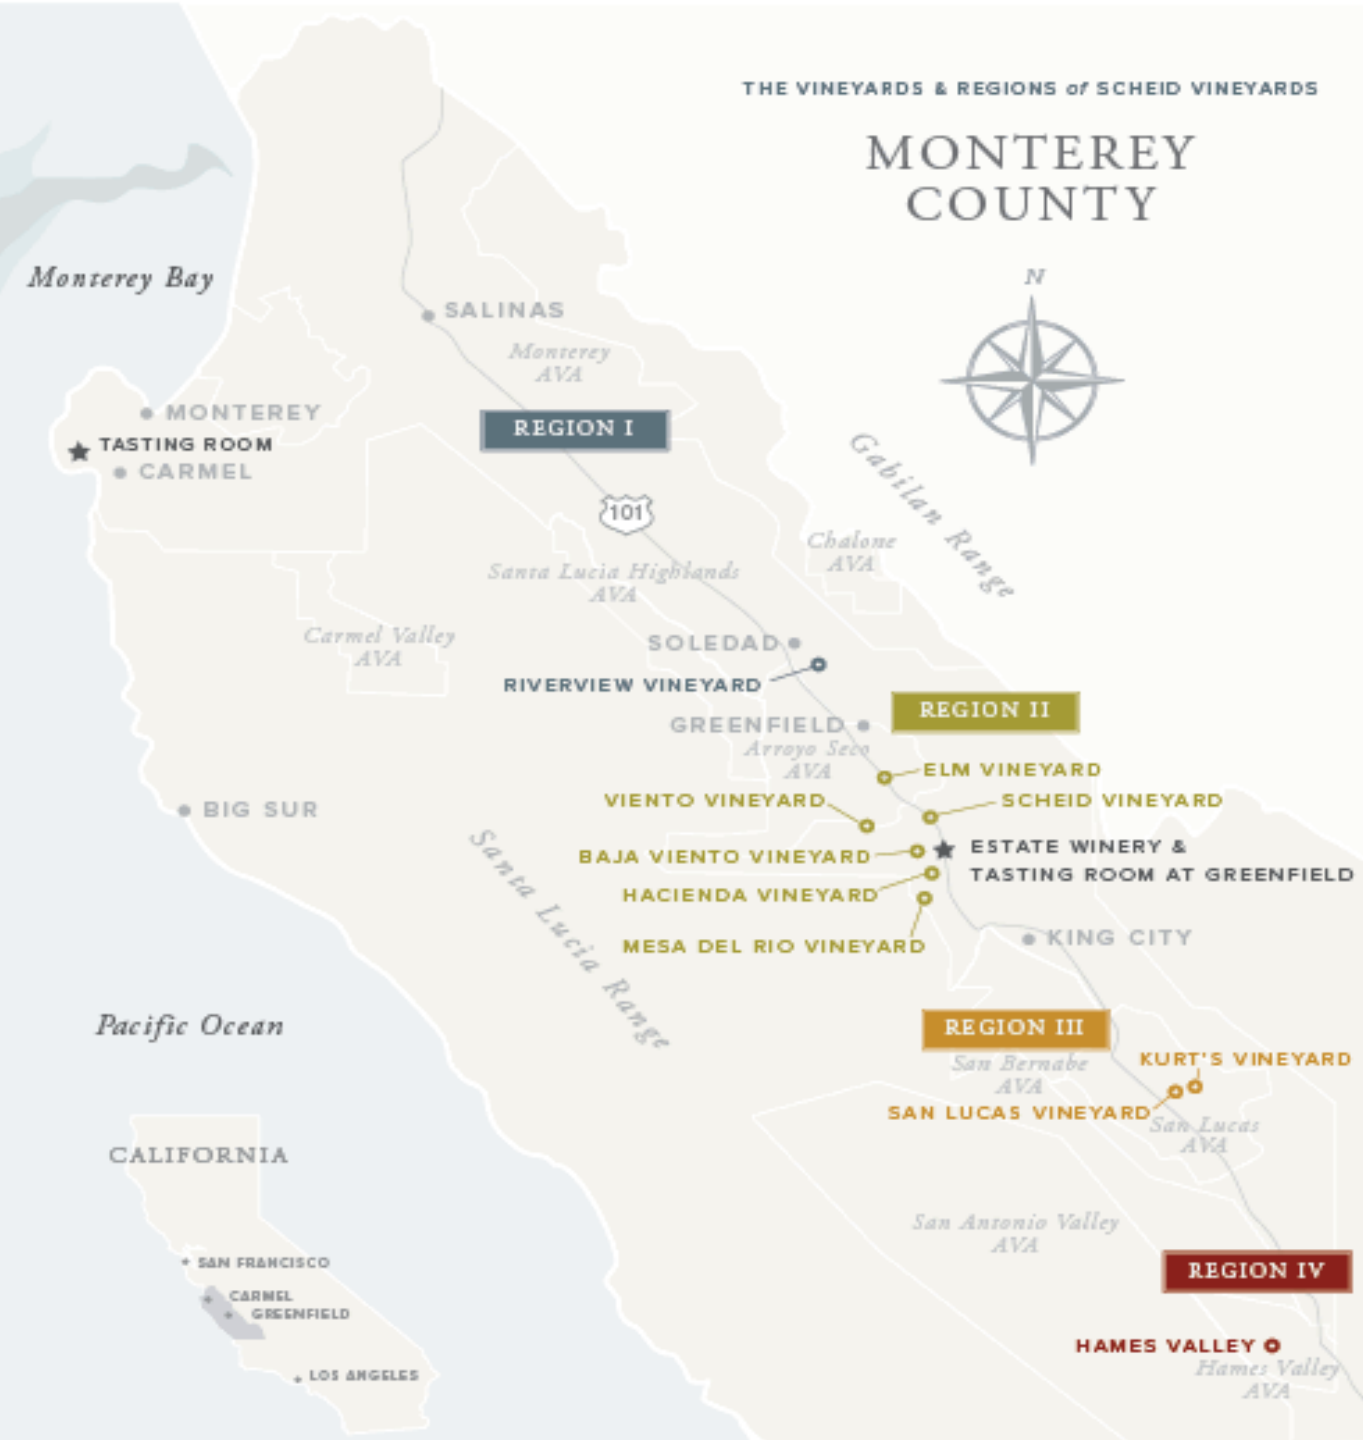 THE VINEYARDS & REGIONS of SCHEID VINEYARDS
MONTEREY
COUNTY
N
Monterey Bay
SALINAS
Monterey
AVA
MONTEREY
TASTING ROOM
CARMEL
REGION I
101
Gabilan Range
Chalone
AVA
Santa Lucia Highlands
AVA
Carmel Valley
AVA
SOLEDAD
RIVERVIEW VINEYARD
REGION II
GREENFIELD
Arroyo Seco
AVA
ELM VINEYARD
VIENTO VINEYARD
SCHEID VINEYARD
BIG SUR
Santa Lucia Range
BAJA VIENTO VINEYARD
ESTATE WINERY &
TASTING ROOM AT GREENFIELD
HACIENDA VINEYARD
MESA DEL RIO VINEYARD
KING CITY
Pacific Ocean
REGION III
San Bernabe
AVA
KURT'S VINEYARD
SAN LUCAS VINEYARD
San Lucas
AVA
CALIFORNIA
San Antonio Valley
AVA
SAN FRANCISCO
CARMEL
GREENFIELD
LOS ANGELES
REGION IV
HAMES VALLEY
Hames Valley
AVA